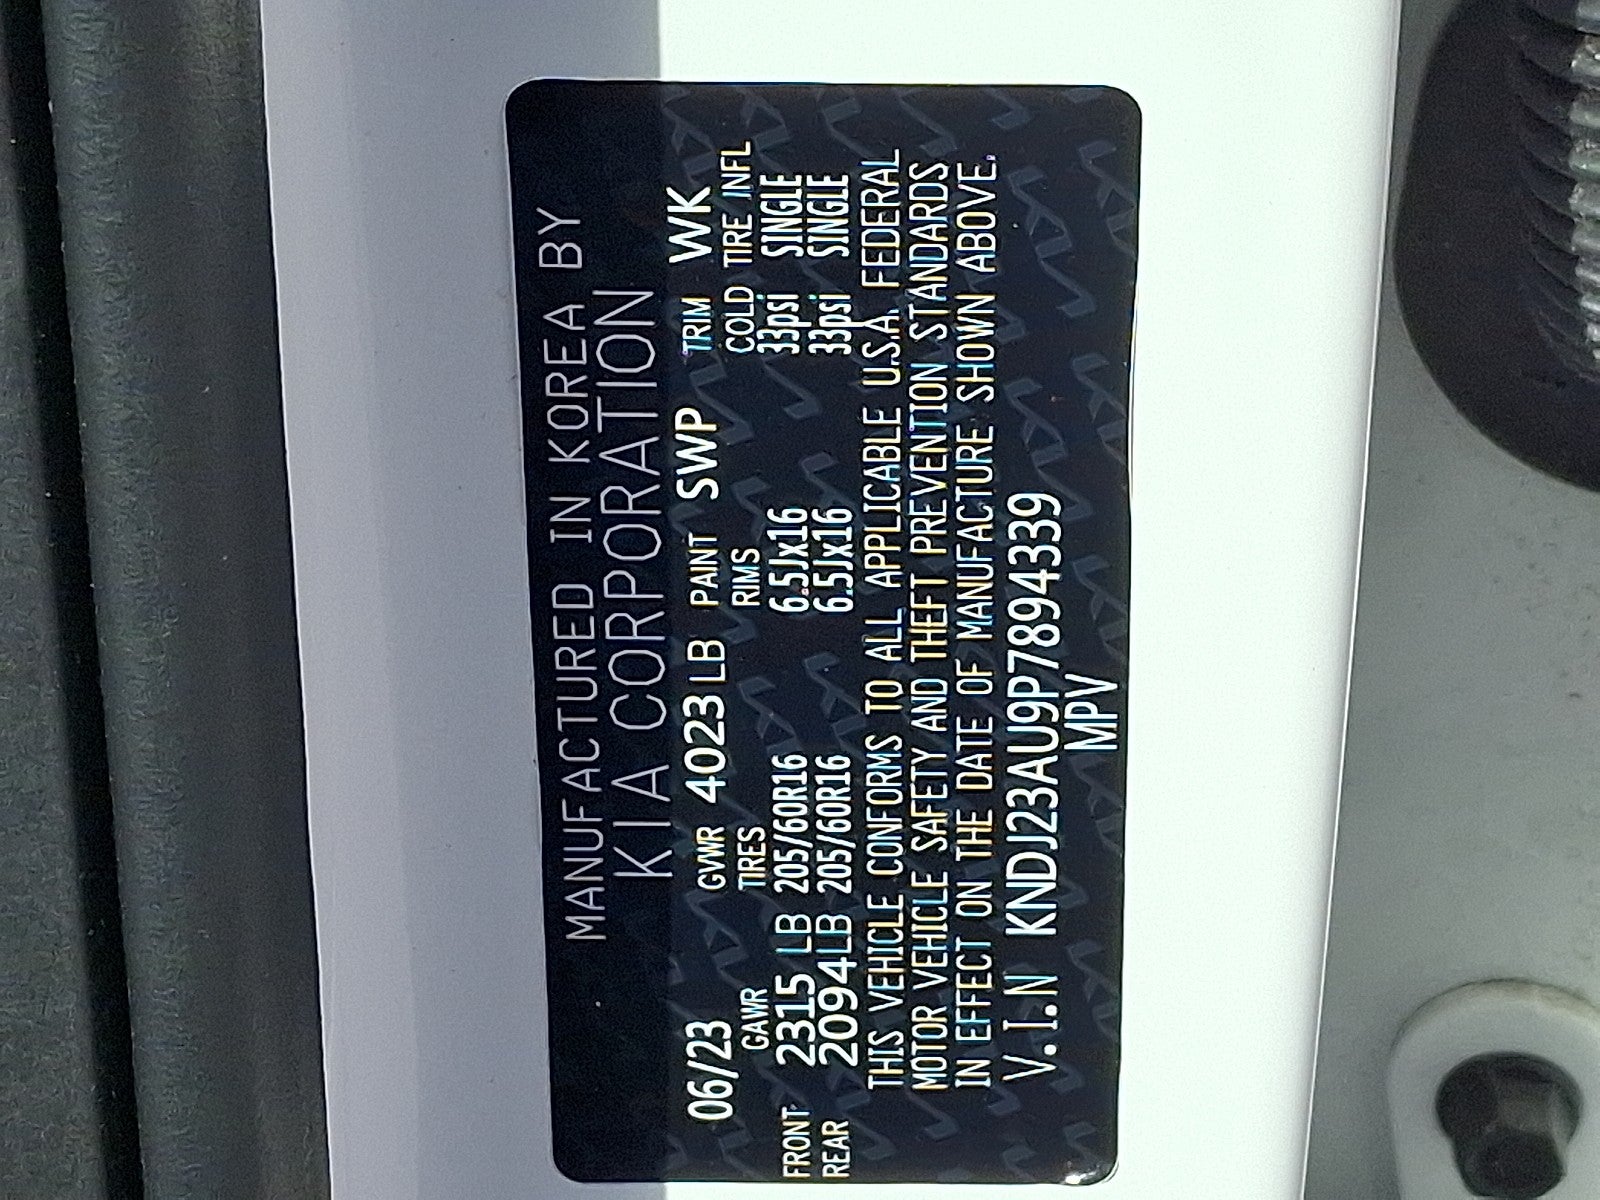 MANUFACTURED IN KOREA BY
KIA CORPORATION
06/23 GVWR 4023 LB PAINT SWP TRIM WK
GAWR TIRES RIMS COLD TIRE INFL
FRONT 2315 LB 205/60R16 6.5Jx16 33psi SINGLE
REAR 2094 LB 205/60R16 6.5Jx16 33psi SINGLE
THIS VEHICLE CONFORMS TO ALL APPLICABLE U.S.A. FEDERAL
MOTOR VEHICLE SAFETY AND THEFT PREVENTION STANDARDS
IN EFFECT ON THE DATE OF MANUFACTURE SHOWN ABOVE.
V.I.N KNDJ23AU9P7894339
MPV